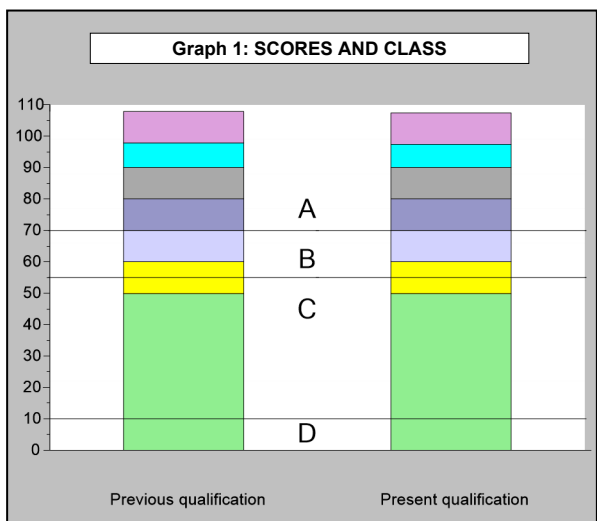 Graph 1: SCORES AND CLASS
110
100
90
80
70
60
50
40
30
20
10
0
A
B
C
D
Previous qualification
Present qualification